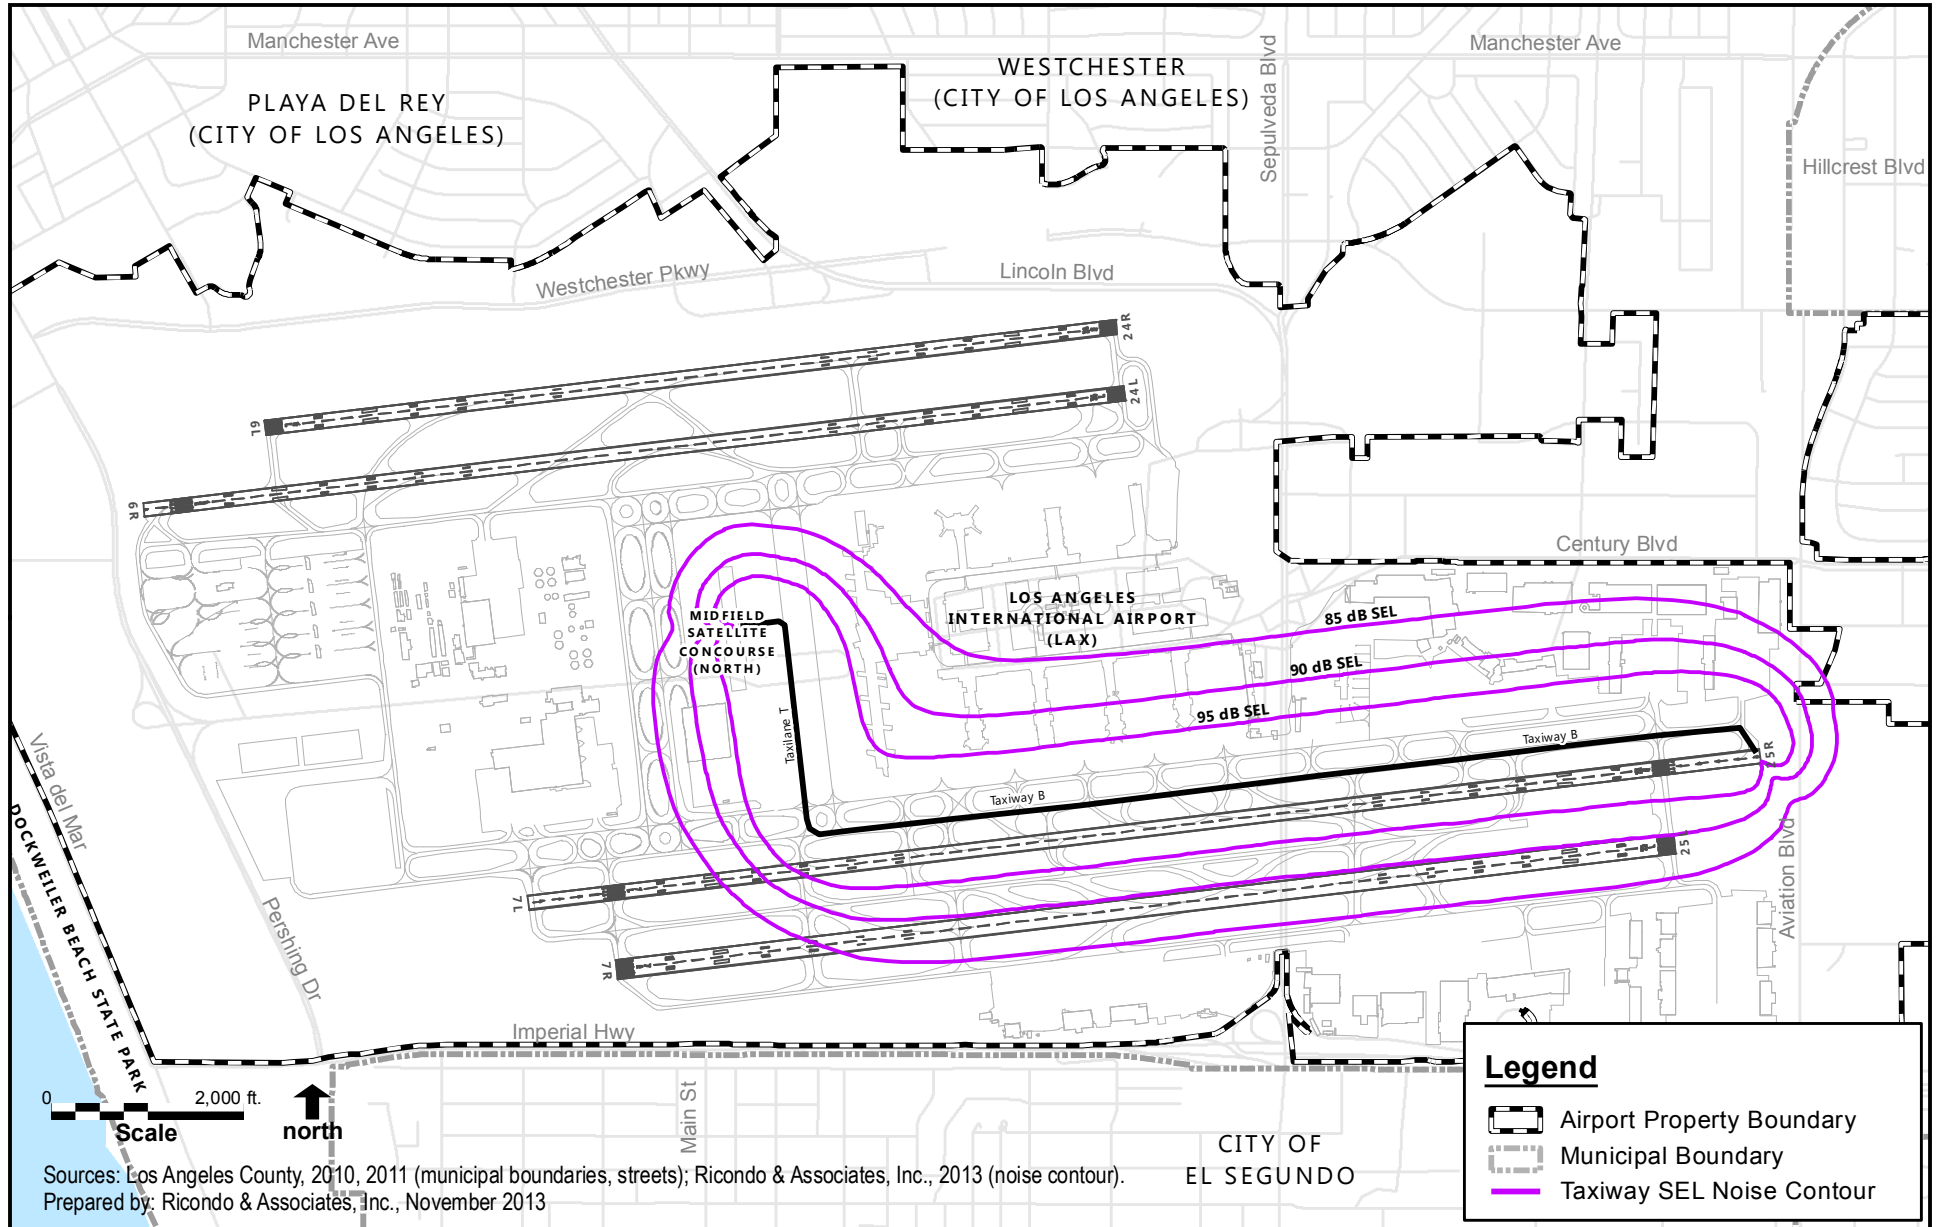 Manchester Ave
Manchester Ave
WESTCHESTER
(CITY OF LOS ANGELES)
Sepulveda Blvd
PLAYA DEL REY
(CITY OF LOS ANGELES)
Hillcrest Blvd
Westchester Pkwy
Lincoln Blvd
24R
24L
6L
6R
Century Blvd
MIDFIELD
SATELLITE
CONCOURSE
(NORTH)
LOS ANGELES
INTERNATIONAL AIRPORT
(LAX)
85 dB SEL
90 dB SEL
95 dB SEL
Taxilane T
Taxiway B
Taxiway B
25R
25L
7L
7R
Aviation Blvd
Vista del Mar
DOCKWEILER BEACH STATE PARK
Pershing Dr
Imperial Hwy
Main St
CITY OF
EL SEGUNDO
0 2,000 ft.
Scale
north
Legend
Airport Property Boundary
Municipal Boundary
Taxiway SEL Noise Contour
Sources: Los Angeles County, 2010, 2011 (municipal boundaries, streets); Ricondo & Associates, Inc., 2013 (noise contour).
Prepared by: Ricondo & Associates, Inc., November 2013